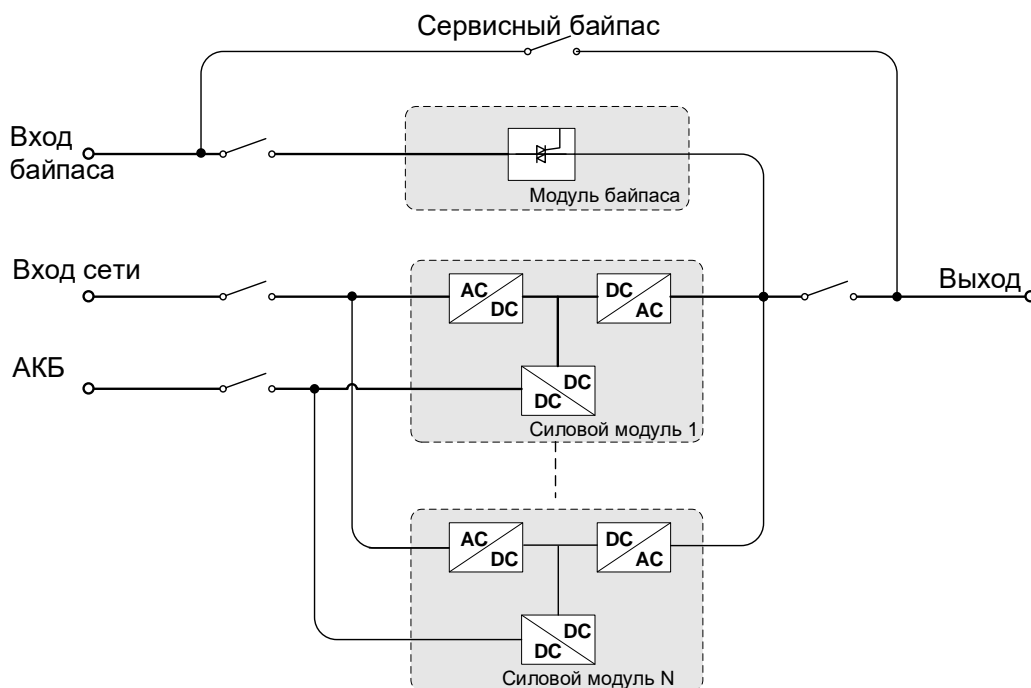 Сервисный байпас
Вход
байпаса
Модуль байпаса
Вход сети
AC
DC
DC
AC
Выход
АКБ
DC
DC
Силовой модуль 1
AC
DC
DC
AC
DC
DC
Силовой модуль N